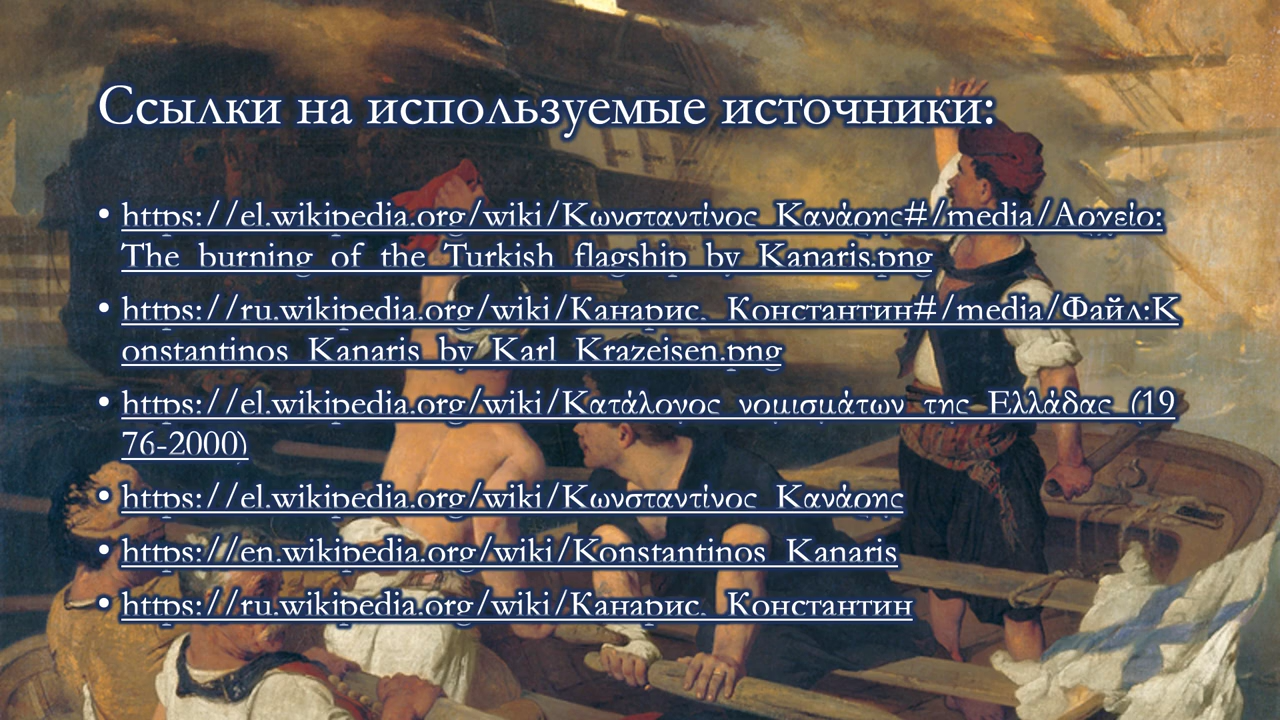 Ссылки на используемые источники:
• https://el.wikipedia.org/wiki/Κωνσταντίνος_Κανάρης#/media/Αρχείο:
The_burning_of_the_Turkish_flagship_by_Kanaris.png
• https://ru.wikipedia.org/wiki/Канарис,_Константин#/media/Файл:K
onstantinos_Kanaris_by_Karl_Krazeisen.png
• https://el.wikipedia.org/wiki/Κατάλογος_νομισμάτων_της_Ελλάδας_(19
76-2000)
• https://el.wikipedia.org/wiki/Κωνσταντίνος_Κανάρης
• https://en.wikipedia.org/wiki/Konstantinos_Kanaris
• https://ru.wikipedia.org/wiki/Канарис,_Константин